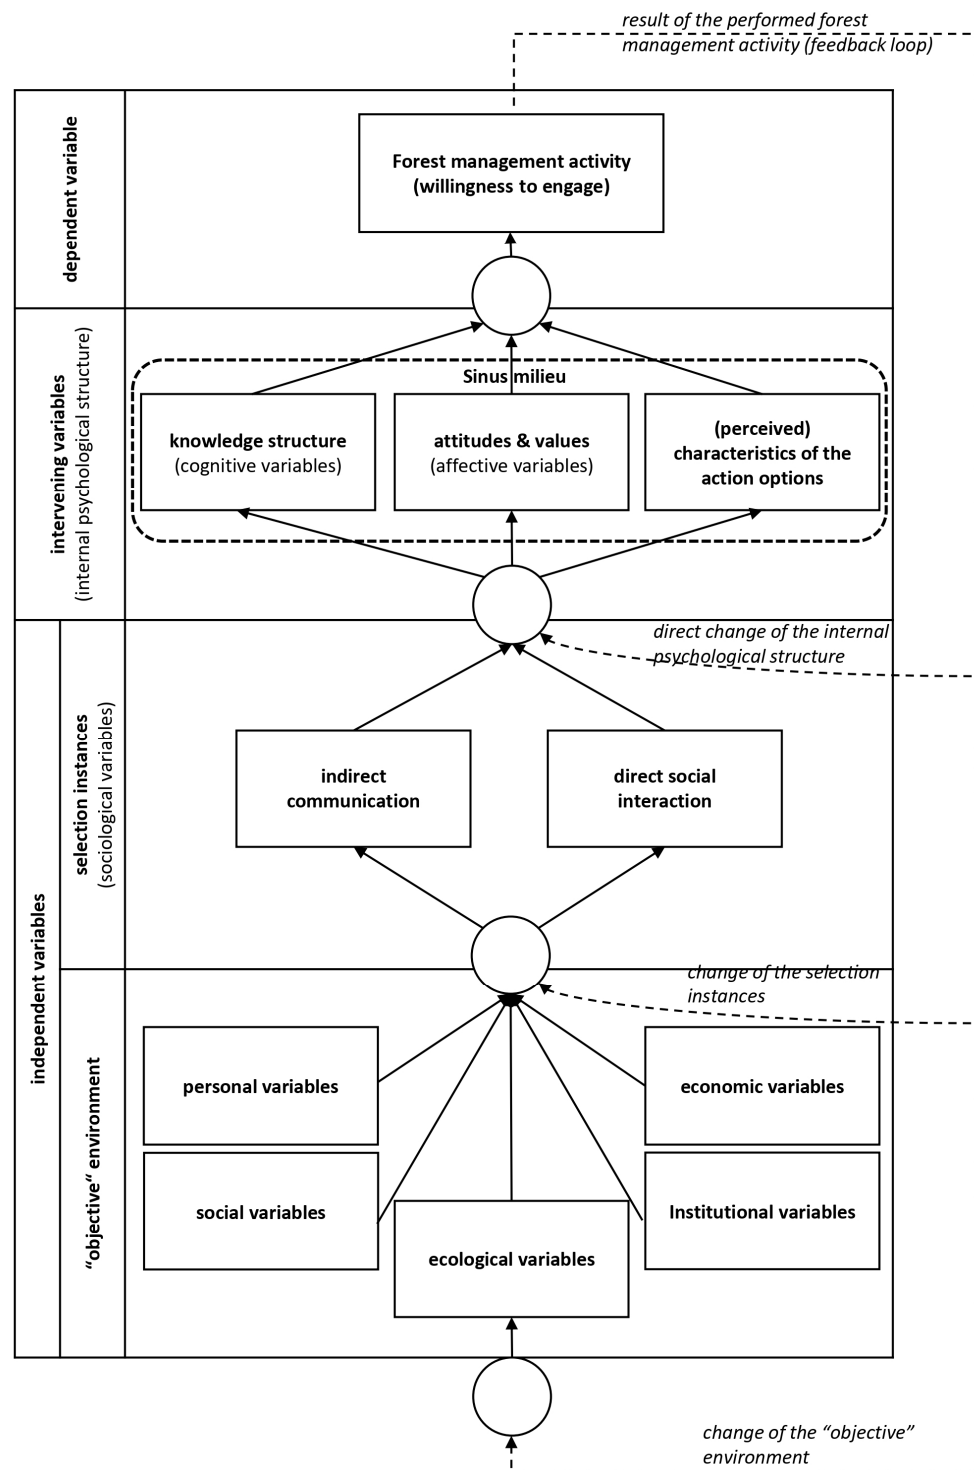 result of the performed forest
management activity (feedback loop)
dependent variable
Forest management activity
(willingness to engage)
intervening variables
(internal psychological structure)
Sinus milieu
knowledge structure
(cognitive variables)
attitudes & values
(affective variables)
(perceived)
characteristics of the
action options
direct change of the internal
psychological structure
independent variables
selection instances
(sociological variables)
indirect
communication
direct social
interaction
change of the selection
instances
“objective“ environment
personal variables
economic variables
social variables
Institutional variables
ecological variables
change of the “objective”
environment